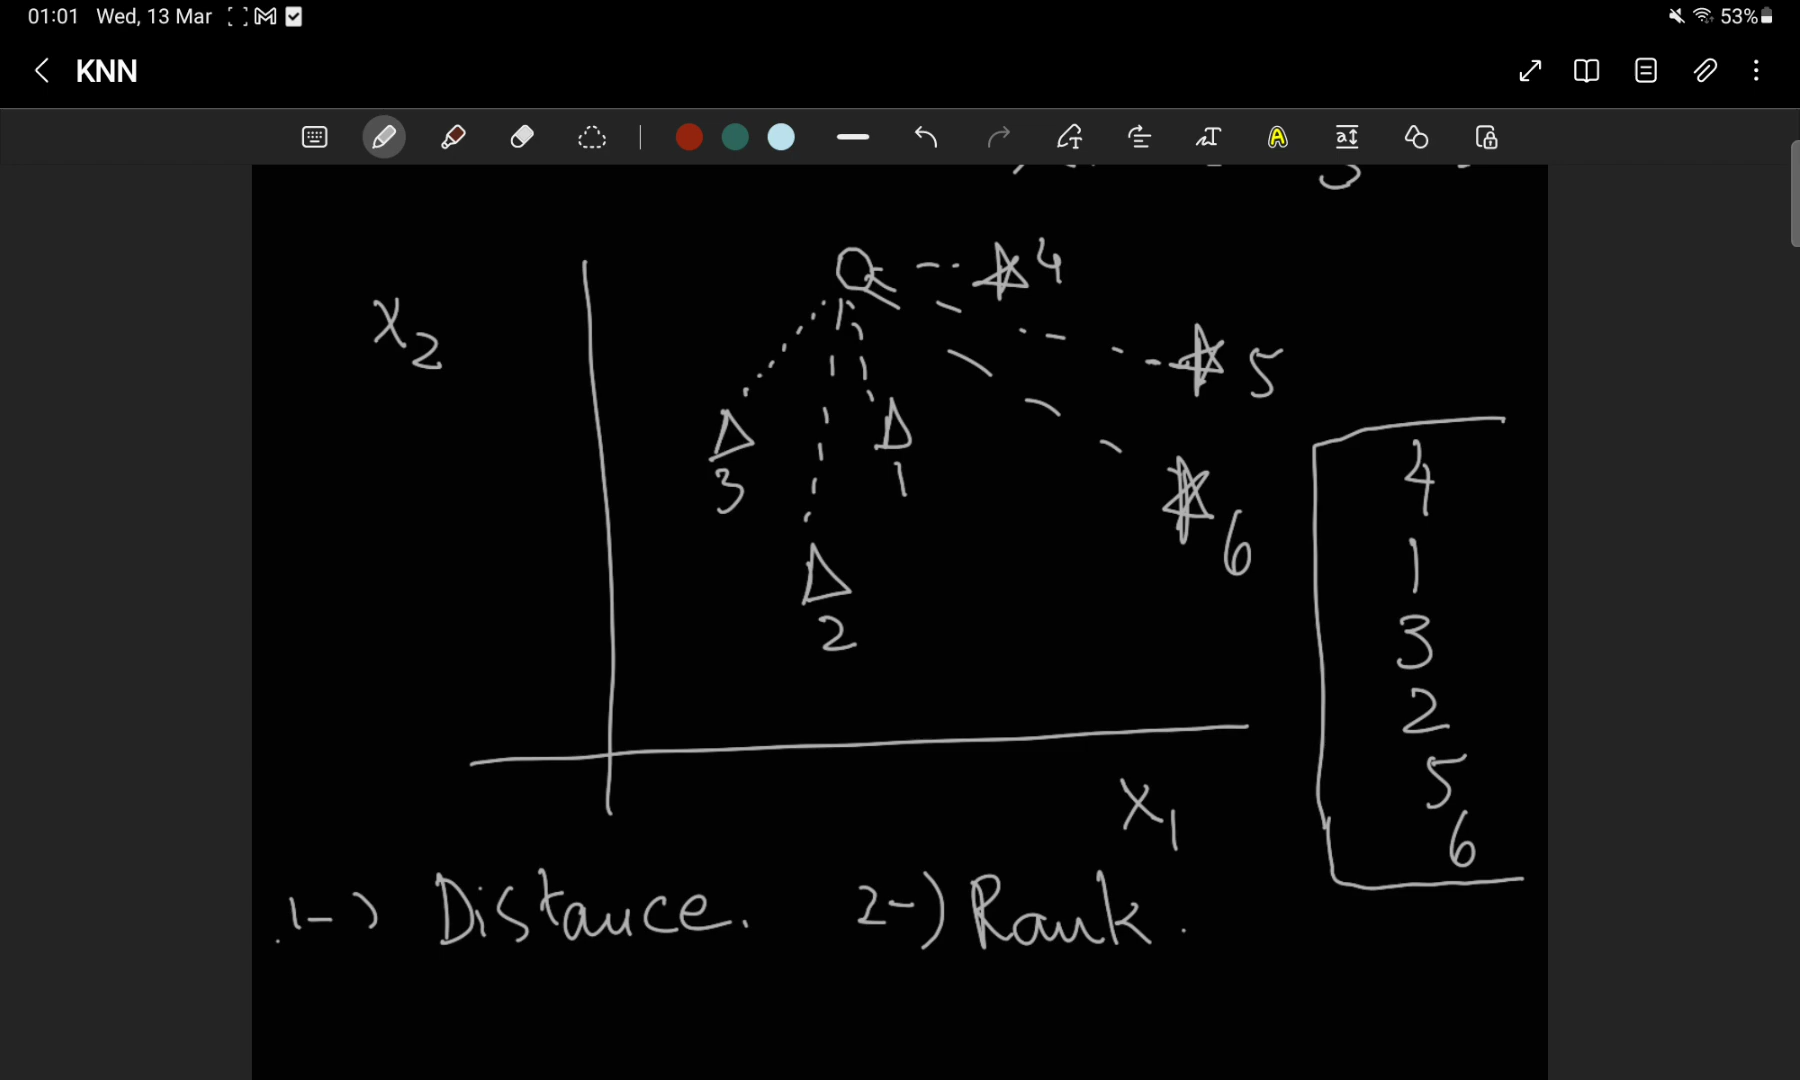 01:01 Wed, 13 Mar 53%
KNN
X2
Q
4
5
3
1
6
2
X1
4
1
3
2
5
6
1-) Distance. 2-) Rank.